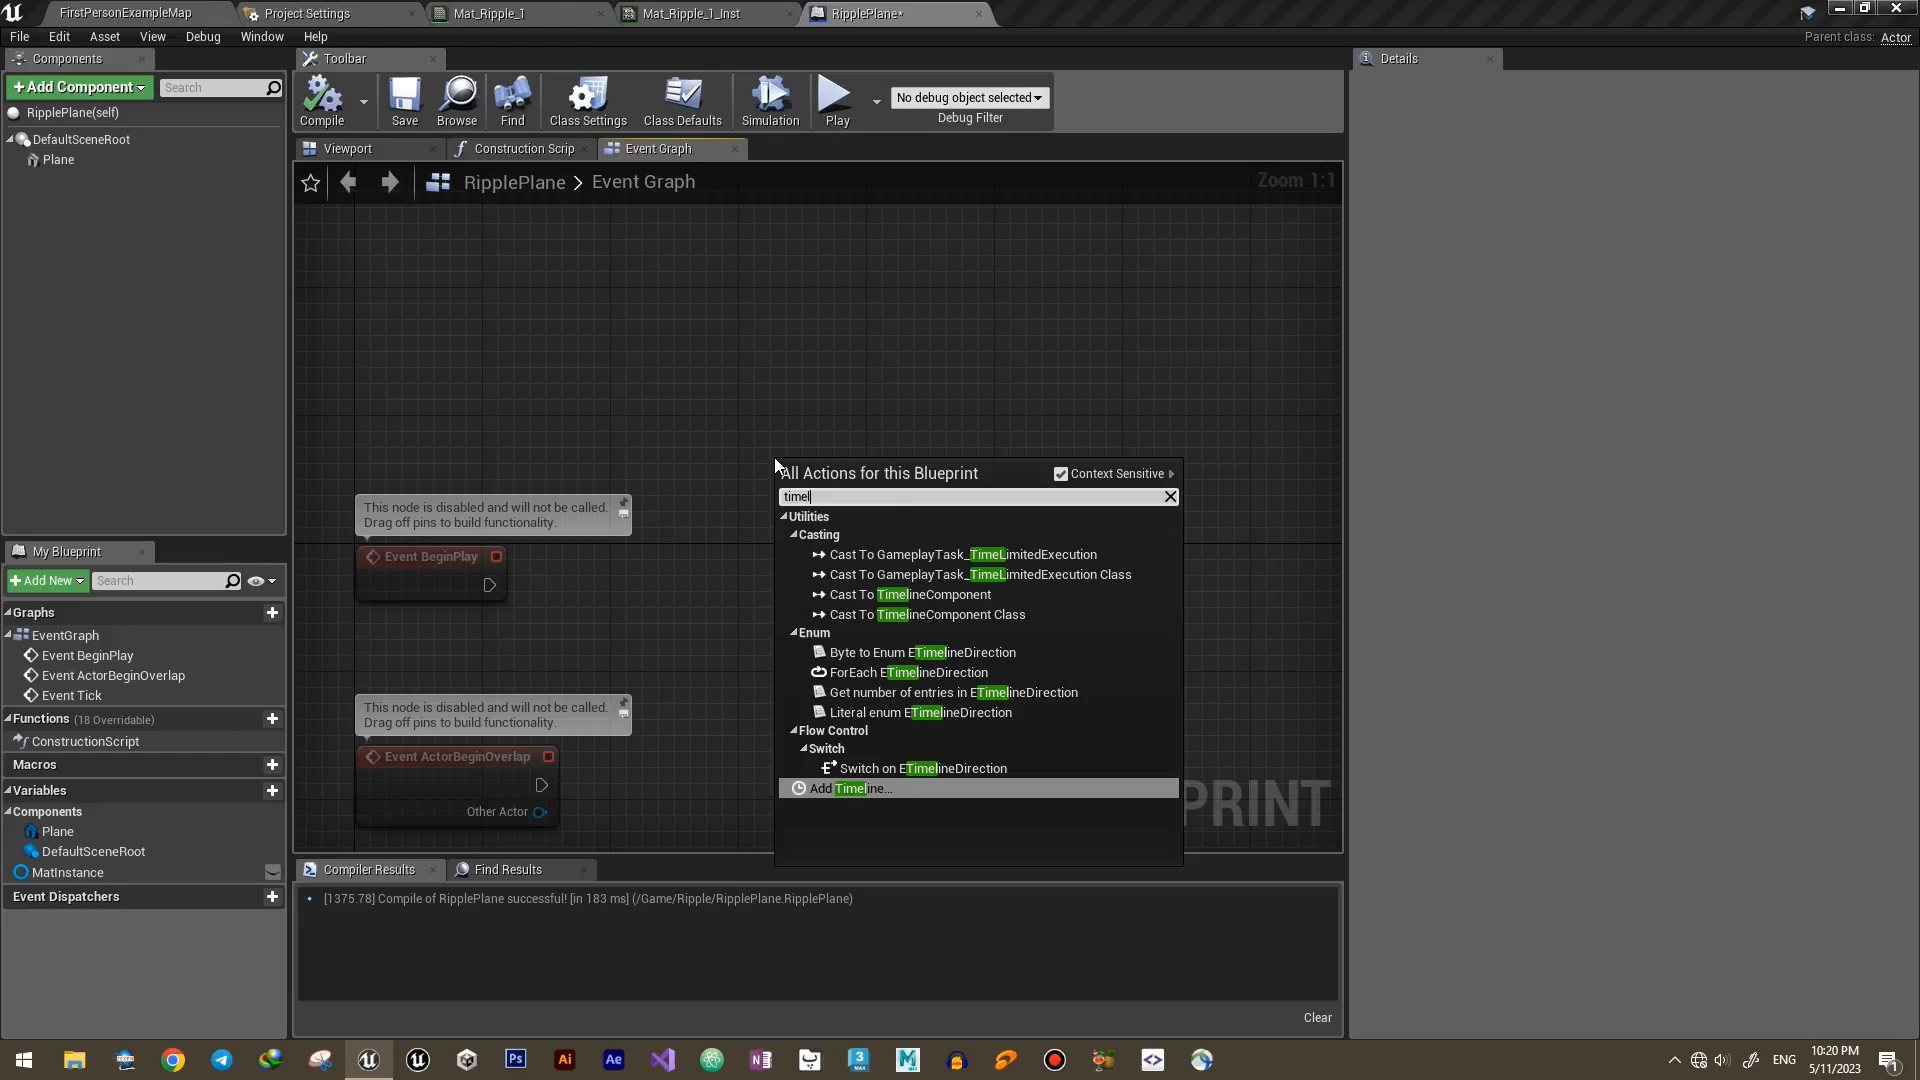 FirstPersonExampleMap
Project Settings
Mat_Ripple_1
Mat_Ripple_1_Inst
RipplePlane*
File Edit Asset View Debug Window Help
Parent class: Actor
Components
Toolbar
Details
+Add Component
Search
RipplePlane(self)
DefaultSceneRoot
Plane
Compile
Save
Browse
Find
Class Settings
Class Defaults
Simulation
Play
No debug object selected
Debug Filter
Viewport
Construction Scrip
Event Graph
RipplePlane > Event Graph
Zoom 1:1
This node is disabled and will not be called.
Drag off pins to build functionality.
Event BeginPlay
This node is disabled and will not be called.
Drag off pins to build functionality.
Event ActorBeginOverlap
Other Actor
All Actions for this Blueprint
Context Sensitive
timel
Utilities
Casting
Cast To GameplayTask_TimeLimitedExecution
Cast To GameplayTask_TimeLimitedExecution Class
Cast To TimelineComponent
Cast To TimelineComponent Class
Enum
Byte to Enum ETimelineDirection
ForEach ETimelineDirection
Get number of entries in ETimelineDirection
Literal enum ETimelineDirection
Flow Control
Switch
Switch on ETimelineDirection
Add Timeline...
PRINT
My Blueprint
+Add New
Search
Graphs
EventGraph
Event BeginPlay
Event ActorBeginOverlap
Event Tick
Functions (18 Overridable)
ConstructionScript
Macros
Variables
Components
Plane
DefaultSceneRoot
MatInstance
Event Dispatchers
Compiler Results
Find Results
[1375.78] Compile of RipplePlane successful! [in 183 ms] (/Game/Ripple/RipplePlane.RipplePlane)
Clear
Ps
Ai
Ae
N
3
MAX
M
ENG
10:20 PM
5/11/2023
1